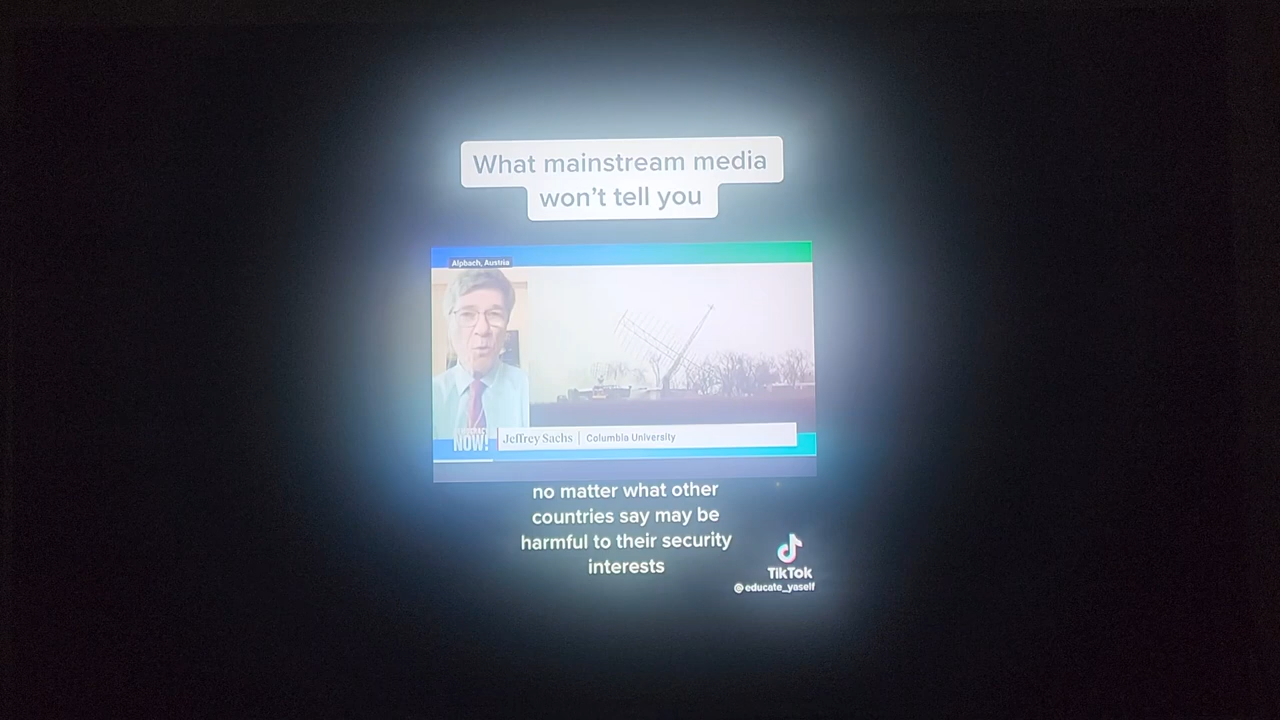 What mainstream media
won't tell you
Alpbach, Austria
DEMOCRACY
NOW!
Jeffrey Sachs | Columbia University
no matter what other
countries say may be
harmful to their security
interests
TikTok
@educate_yaself